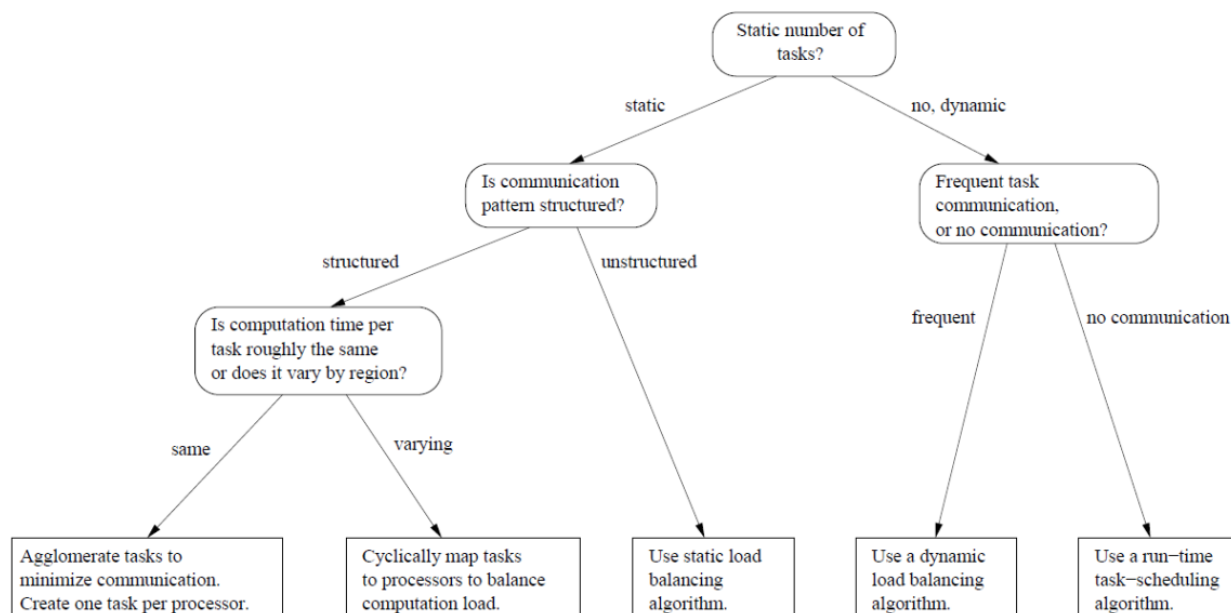 Static number of
tasks?
static
no, dynamic
Is communication
pattern structured?
Frequent task
communication,
or no communication?
structured
unstructured
Is computation time per
task roughly the same
or does it vary by region?
frequent
no communication
same
varying
Agglomerate tasks to
minimize communication.
Create one task per processor.
Cyclically map tasks
to processors to balance
computation load.
Use static load
balancing
algorithm.
Use a dynamic
load balancing
algorithm.
Use a run−time
task−scheduling
algorithm.